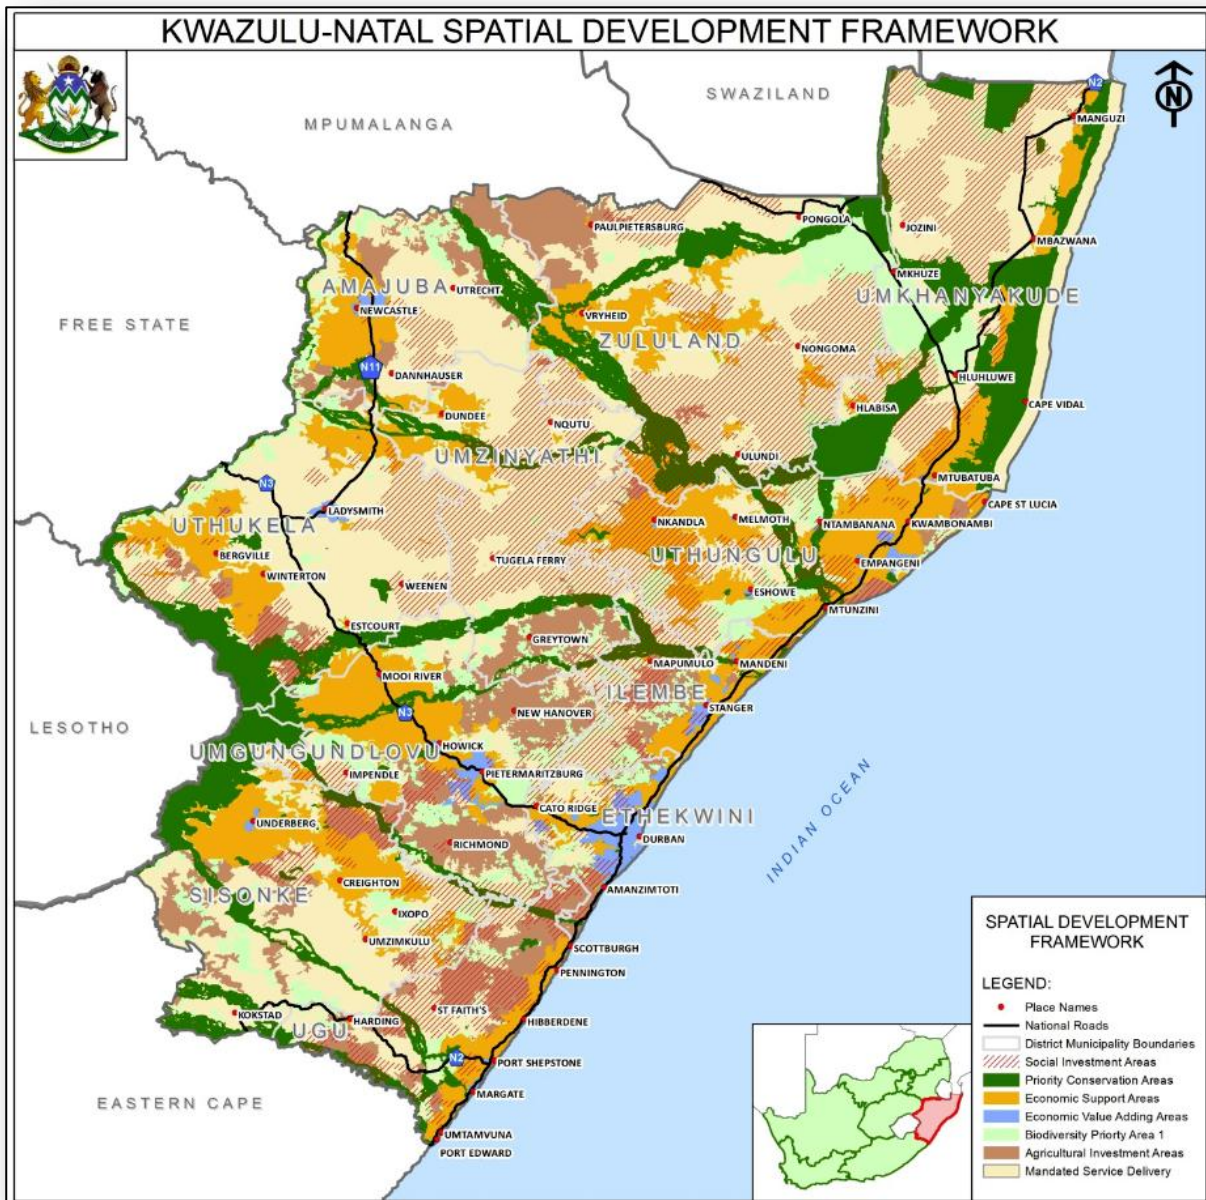 KWAZULU-NATAL SPATIAL DEVELOPMENT FRAMEWORK
SWAZILAND
MPUMALANGA
N
N2
MANGUZI
PONGOLA
PAULPIETERSBURG
JOZINI
MBAZWANA
MKHUZE
UMKHANYAKUDE
AMAJUBA
UTRECHT
NEWCASTLE
FREE STATE
VRYHEID
ZULULAND
NONGOMA
N11
DANNHAUSER
HLUHLUWE
HLABISA
CAPE VIDAL
DUNDEE
NQUTU
UMZINYATHI
ULUNDI
N3
MTUBATUBA
LADYSMITH
CAPE ST LUCIA
UTHUKELA
NKANDLA
MELMOTH
NTAMBANANA
KWAMBONAMBI
BERGVILLE
TUGELA FERRY
UTHUNGULU
EMPANGENI
WINTERTON
WEENEN
ESHOWE
MTUNZINI
ESTCOURT
GREYTOWN
MAPUMULO
MANDENI
MOOI RIVER
ILEMBE
N3
NEW HANOVER
STANGER
LESOTHO
HOWICK
UMGUNGUNDLOVU
IMPENDLE
PIETERMARITZBURG
CATO RIDGE
ETHEKWINI
UNDERBERG
DURBAN
INDIAN OCEAN
RICHMOND
CREIGHTON
AMANZIMTOTI
SISONKE
IXOPO
UMZIMKULU
SCOTTBURGH
PENNINGTON
ST FAITH'S
KOKSTAD
HARDING
HIBBERDENE
UGU
N2
PORT SHEPSTONE
MARGATE
EASTERN CAPE
UMTAMVUNA
PORT EDWARD
SPATIAL DEVELOPMENT
FRAMEWORK
LEGEND:
Place Names
National Roads
District Municipality Boundaries
Social Investment Areas
Priority Conservation Areas
Economic Support Areas
Economic Value Adding Areas
Biodiversity Priorty Area 1
Agricultural Investment Areas
Mandated Service Delivery